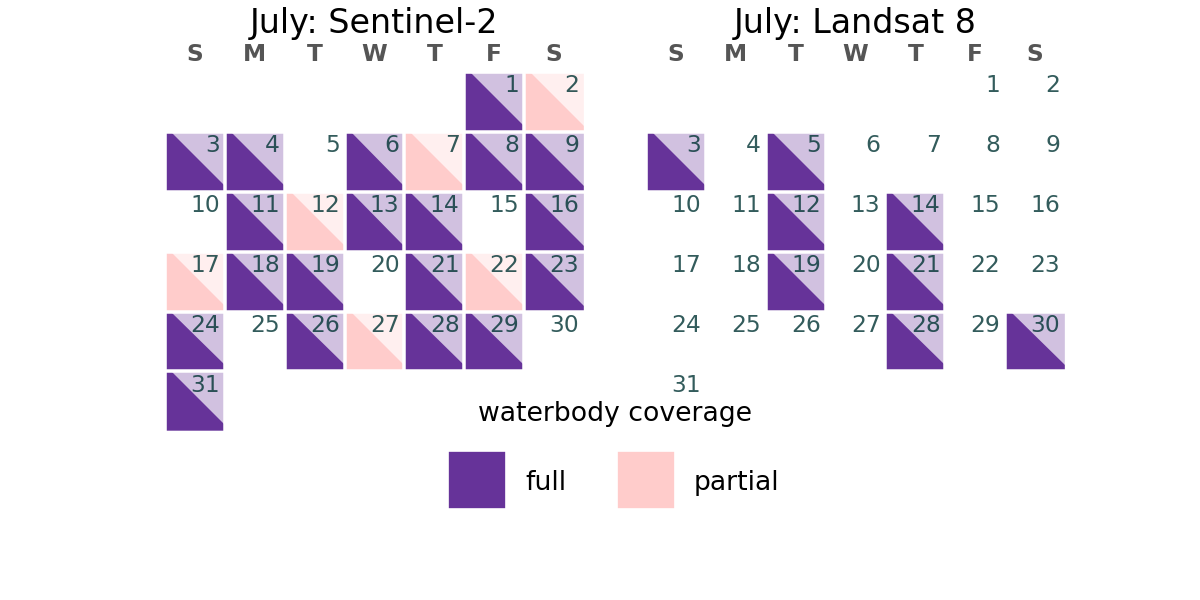 July: Sentinel-2
S M T W T F S
1 2
3 4 5 6 7 8 9
10 11 12 13 14 15 16
17 18 19 20 21 22 23
24 25 26 27 28 29 30
31
July: Landsat 8
S M T W T F S
1 2
3 4 5 6 7 8 9
10 11 12 13 14 15 16
17 18 19 20 21 22 23
24 25 26 27 28 29 30
31
waterbody coverage
full partial